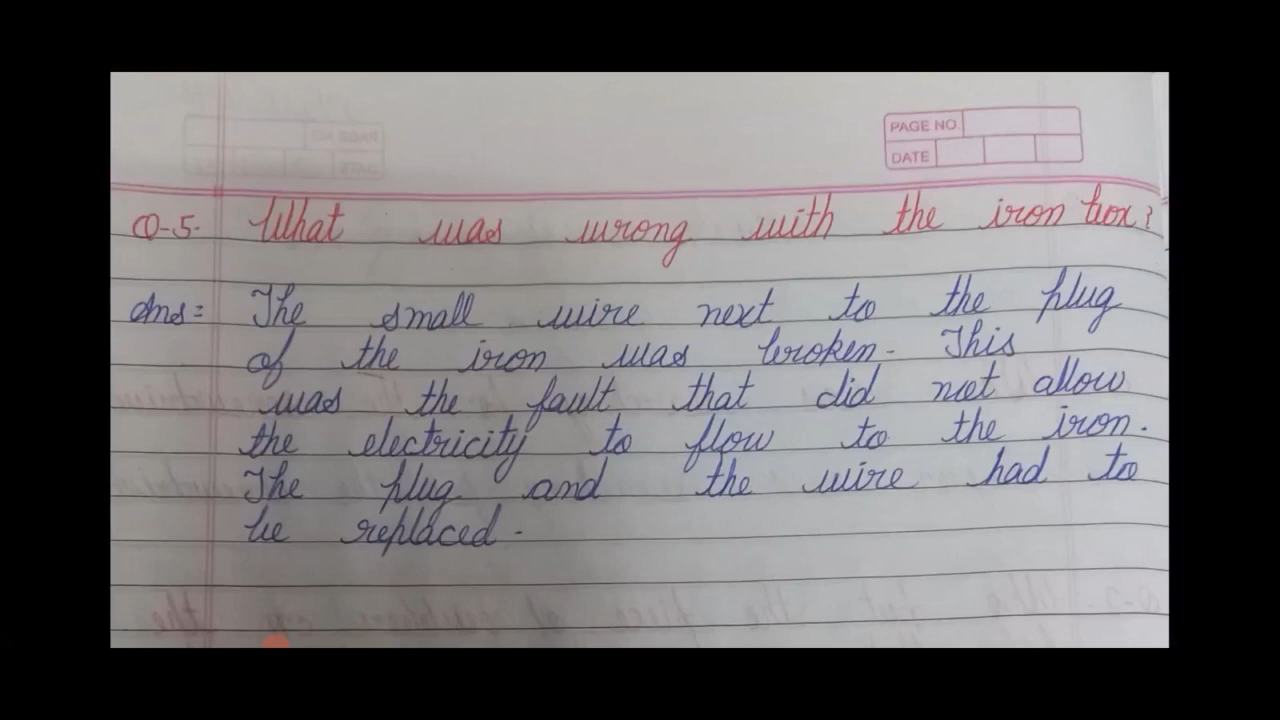 PAGE NO.
DATE
Q-5. What was wrong with the iron box?
Ans= The small wire next to the plug
of the iron was broken. This
was the fault that did not allow
the electricity to flow to the iron.
The plug and the wire had to
be replaced.